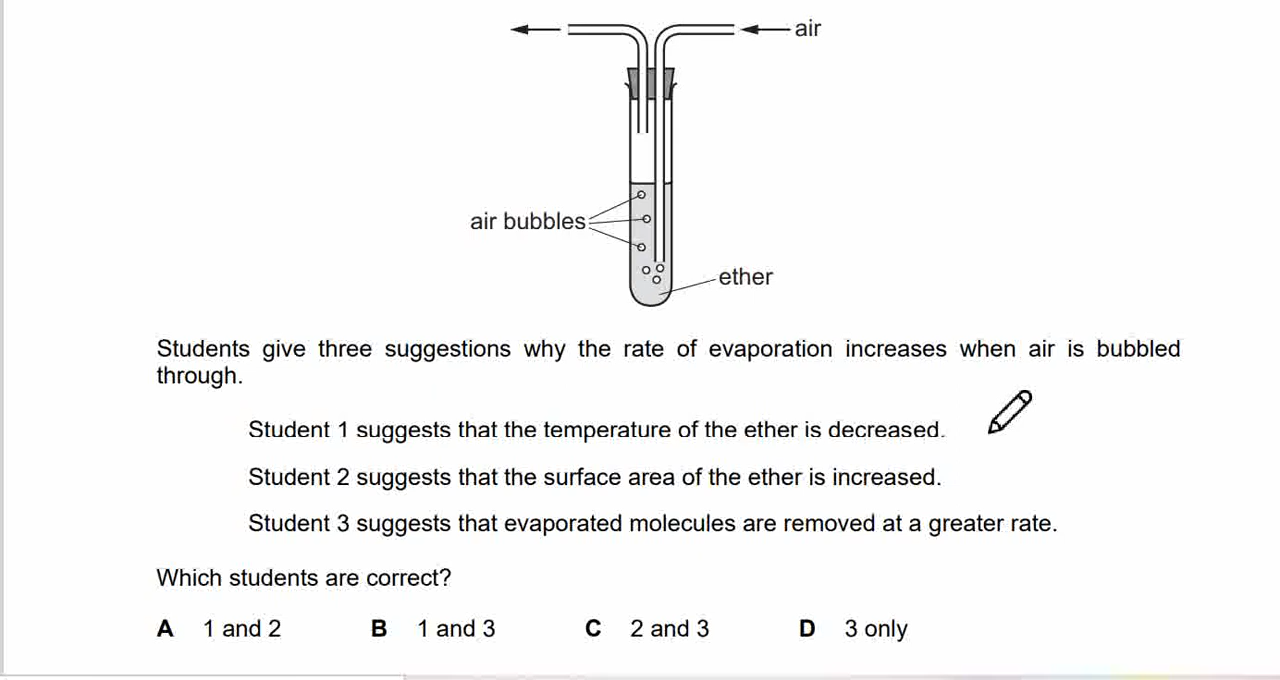 air
air bubbles
ether
Students give three suggestions why the rate of evaporation increases when air is bubbled
through.
Student 1 suggests that the temperature of the ether is decreased.
Student 2 suggests that the surface area of the ether is increased.
Student 3 suggests that evaporated molecules are removed at a greater rate.
Which students are correct?
A 1 and 2 B 1 and 3 C 2 and 3 D 3 only